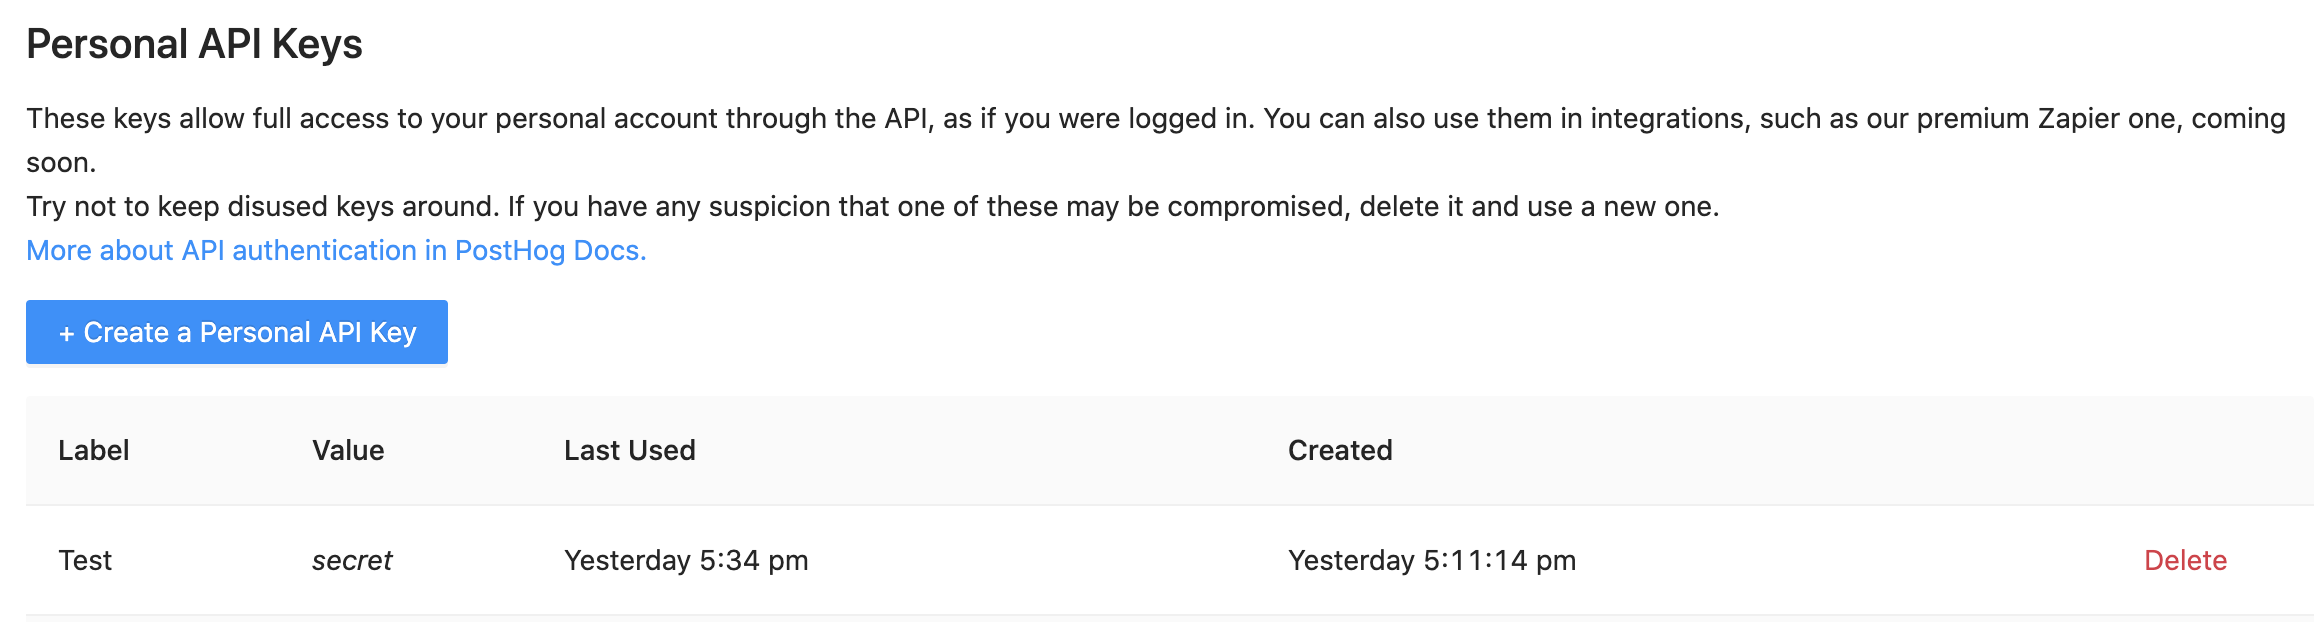 Personal API Keys
These keys allow full access to your personal account through the API, as if you were logged in. You can also use them in integrations, such as our premium Zapier one, coming
soon.
Try not to keep disused keys around. If you have any suspicion that one of these may be compromised, delete it and use a new one.
More about API authentication in PostHog Docs.
+ Create a Personal API Key
Label Value Last Used Created
Test secret Yesterday 5:34 pm Yesterday 5:11:14 pm Delete